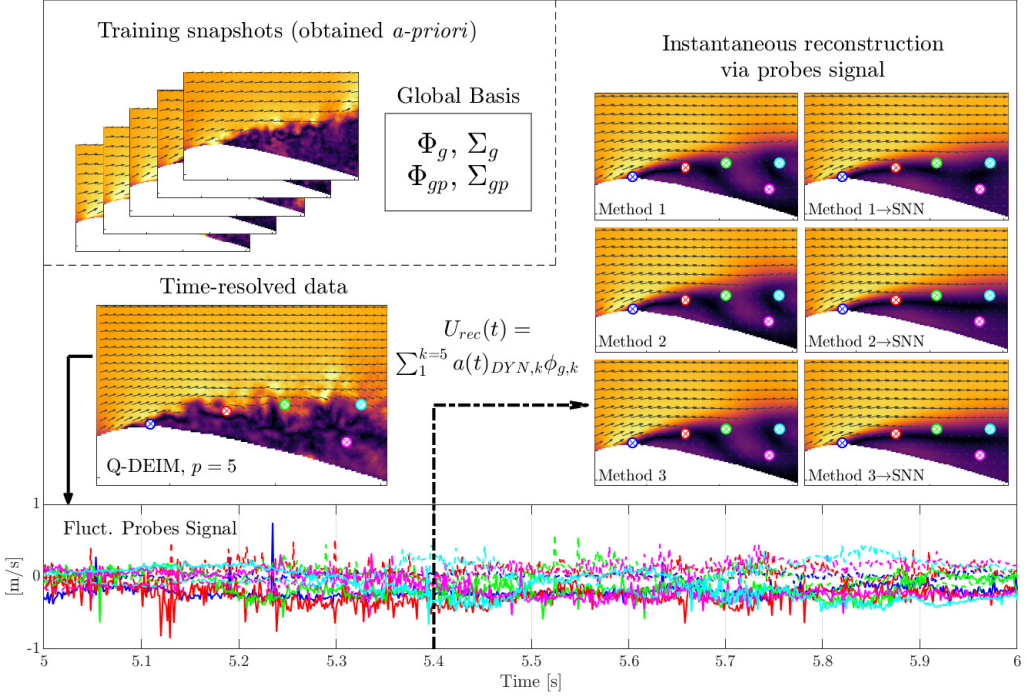 Training snapshots (obtained a-priori)
Global Basis
Φg, Σg
Φgp, Σgp
Instantaneous reconstruction
via probes signal
Method 1
Method 1→SNN
Method 2
Method 2→SNN
Method 3
Method 3→SNN
Time-resolved data
Q-DEIM, p = 5
Urec(t) =
∑₁^{k=5} a(t)DYN,kϕg,k
Fluct. Probes Signal
[m/s]
1
0
-1
5 5.1 5.2 5.3 5.4 5.5 5.6 5.7 5.8 5.9 6
Time [s]